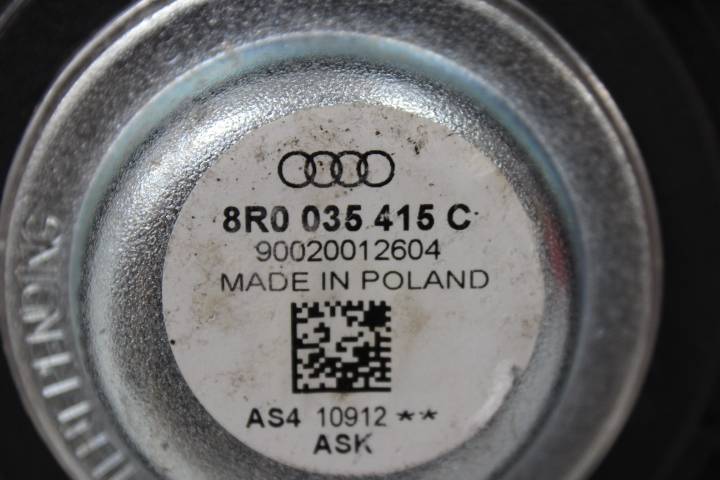 8R0 035 415 C
90020012604
MADE IN POLAND
AS4 10912 **
ASK